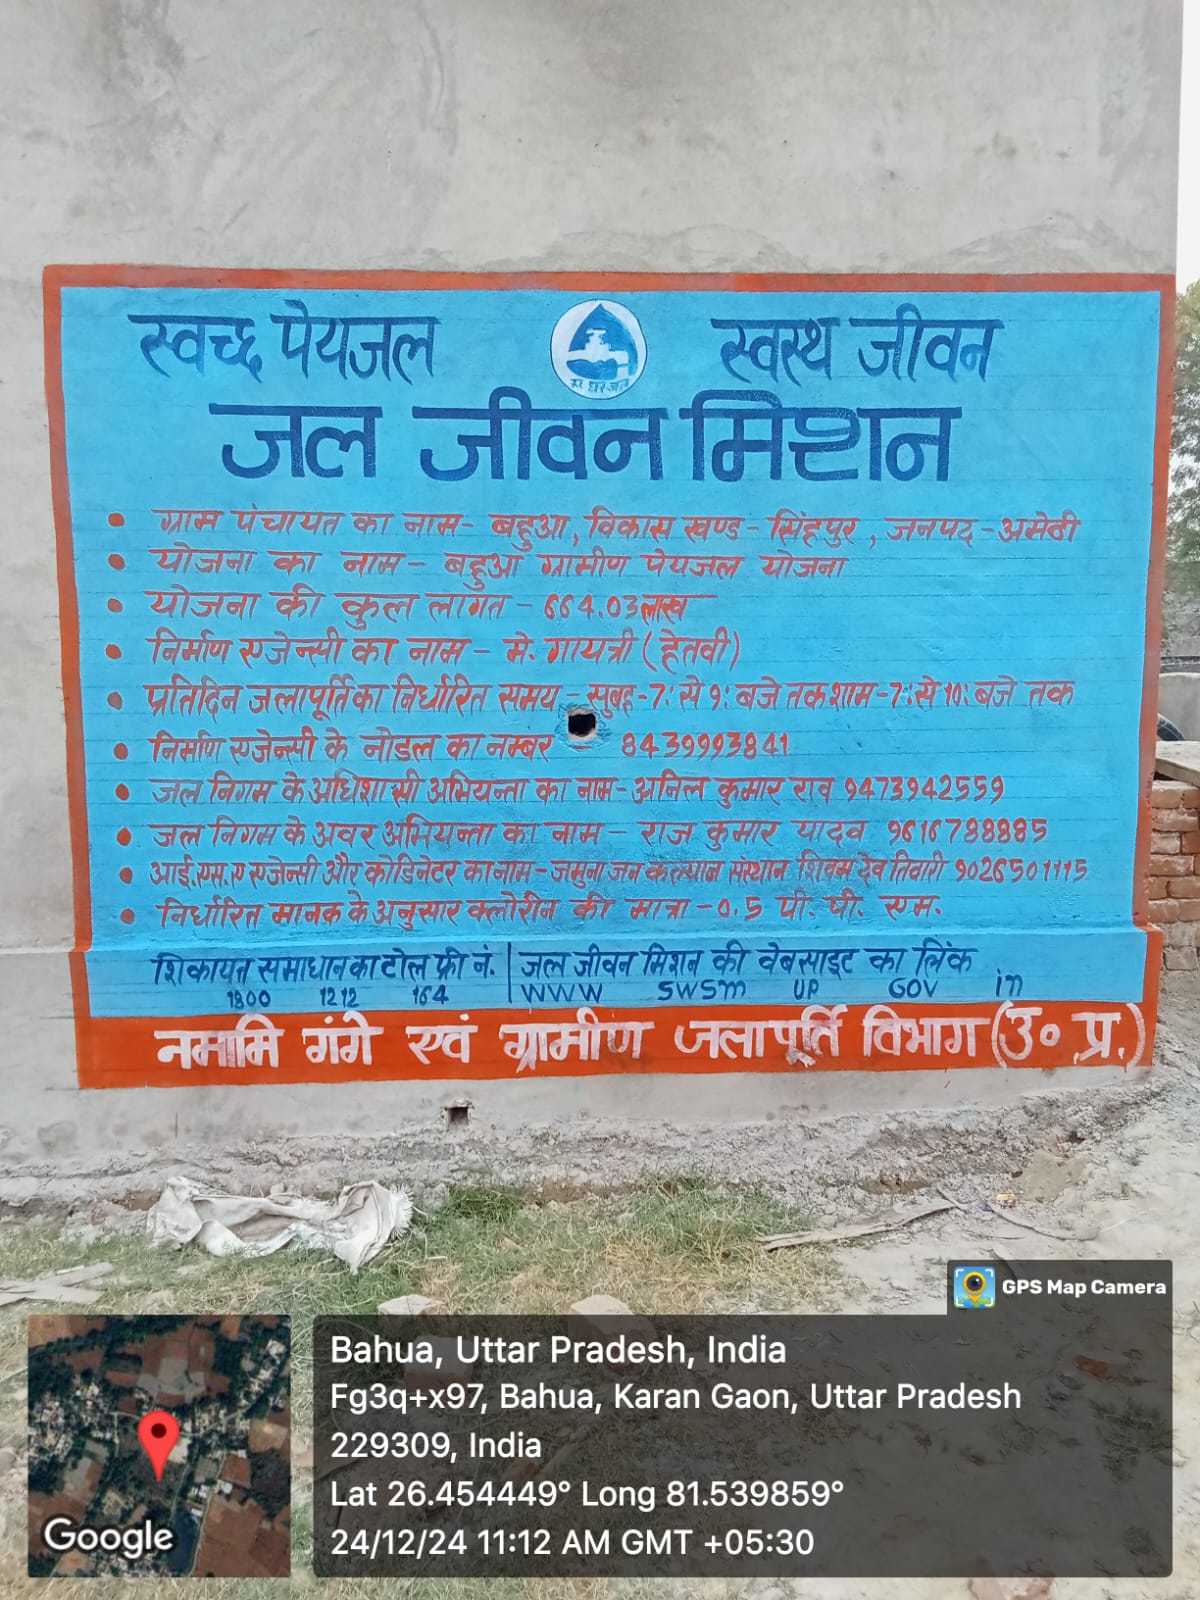 स्वच्छ पेयजल स्वस्थ जीवन
हर घर जल
जल जीवन मिशन
• ग्राम पंचायत का नाम- बहुआ, विकास खण्ड- सिंहपुर, जनपद-अमेठी
• योजना का नाम- बहुआ ग्रामीण पेयजल योजना
• योजना की कुल लागत- 664.03 लाख
• निर्माण एजेन्सी का नाम- मे. गायत्री (हेतवी)
• प्रतिदिन जलापूर्ति का निर्धारित समय- सुबह-7: से 9: बजे तक शाम-7: से 10: बजे तक
• निर्माण एजेन्सी के नोडल का नम्बर 8439993841
• जल निगम के अधिशासी अभियन्ता का नाम- अनिल कुमार राव 9473942559
• जल निगम के अवर अभियन्ता का नाम- राज कुमार यादव 9616788885
• आई.एस.ए एजेन्सी और कोडिनेटर का नाम- जमुना जन कल्यान संस्थान शिवम देव तिवारी 9026501115
• निर्धारित मानक के अनुसार क्लोरीन की मात्रा-0.5 पी. पी. एम.
शिकायत समाधान का टोल फ्री नं. | जल जीवन मिशन की वेबसाइट का लिंक
1800 1212 164 | WWW SWSM UP GOV in
नमामि गंगे एवं ग्रामीण जलापूर्ति विभाग (उ० प्र.)
GPS Map Camera
Bahua, Uttar Pradesh, India
Fg3q+x97, Bahua, Karan Gaon, Uttar Pradesh
229309, India
Lat 26.454449° Long 81.539859°
24/12/24 11:12 AM GMT +05:30
Google